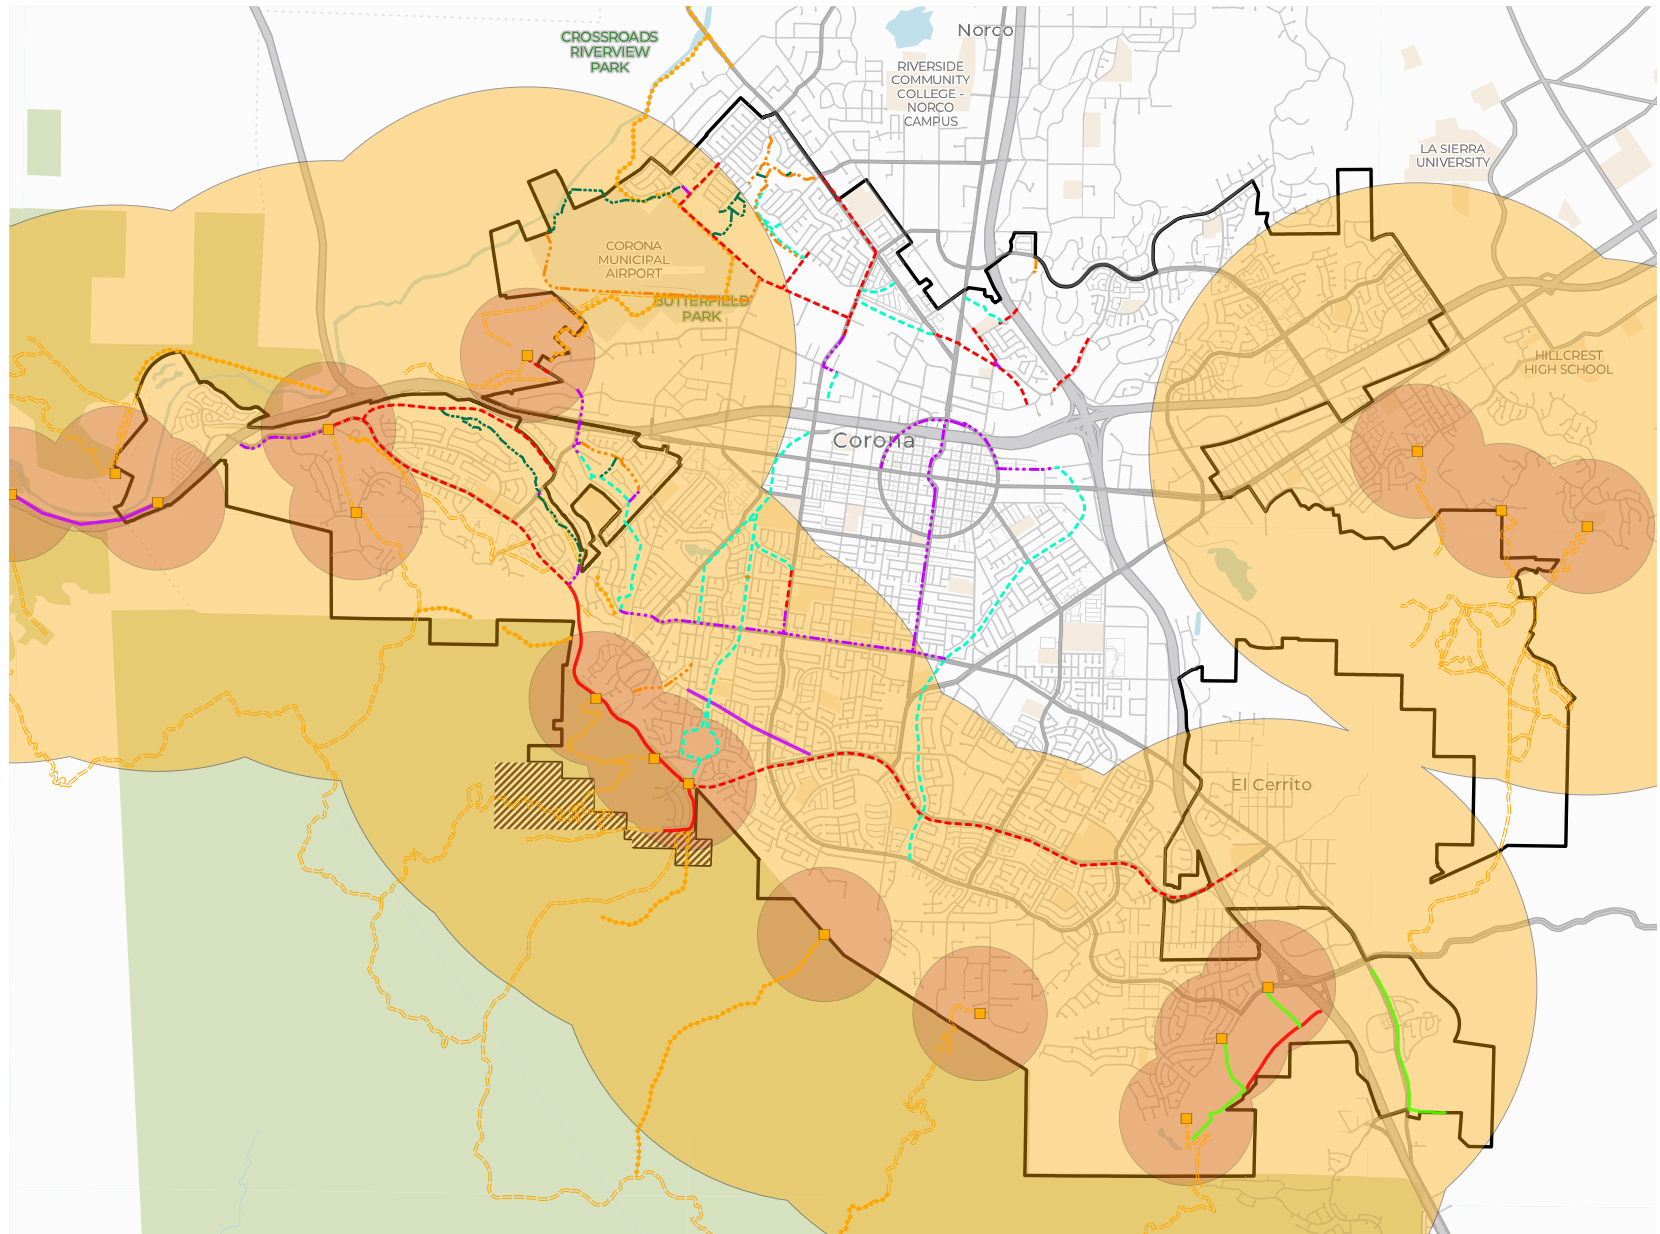 Norco
CROSSROADS
RIVERVIEW
PARK
RIVERSIDE
COMMUNITY
COLLEGE -
NORCO
CAMPUS
LA SIERRA
UNIVERSITY
CORONA
MUNICIPAL
AIRPORT
BUTTERFIELD
PARK
HILLCREST
HIGH SCHOOL
Corona
El Cerrito